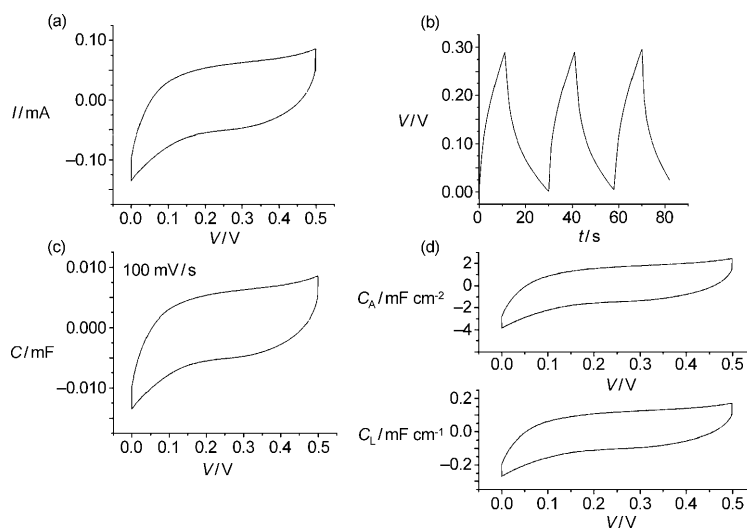 (a)
0.10
0.00
–0.10
I/mA
0.0 0.1 0.2 0.3 0.4 0.5
V/V
(b)
0.30
0.20
0.10
0.00
V/V
0 20 40 60 80
t/s
(c)
100 mV/s
0.010
0.000
–0.010
C/mF
0.0 0.1 0.2 0.3 0.4 0.5
V/V
(d)
2
0
–2
–4
CA/mF cm-2
0.0 0.1 0.2 0.3 0.4 0.5
V/V
0.2
0.0
–0.2
CL/mF cm-1
0.0 0.1 0.2 0.3 0.4 0.5
V/V